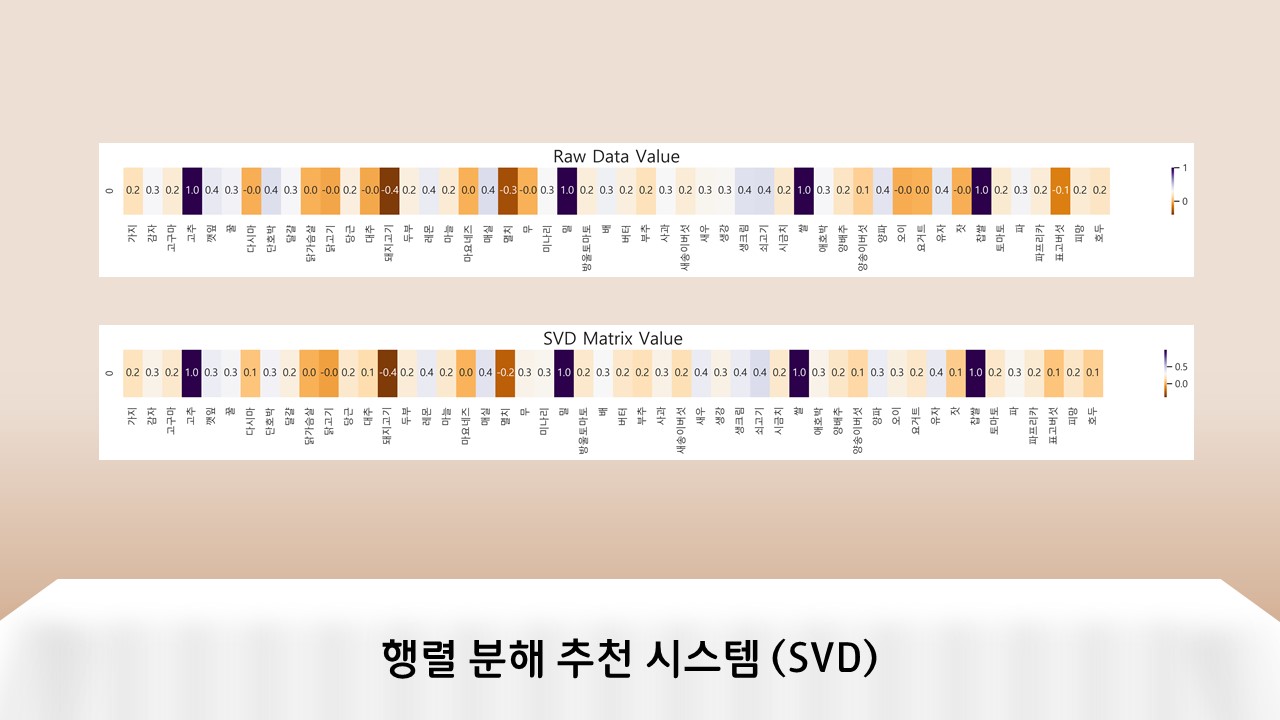 Raw Data Value
1
0
0
0.2 0.3 0.2 1.0 0.4 0.3 -0.0 0.4 0.3 0.0 -0.0 0.2 -0.0 -0.4 0.2 0.4 0.2 0.0 0.4 -0.3 -0.0 0.3 1.0 0.2 0.3 0.2 0.2 0.3 0.2 0.3 0.3 0.4 0.4 0.2 1.0 0.3 0.2 0.1 0.4 -0.0 0.0 0.4 -0.0 1.0 0.2 0.3 0.2 -0.1 0.2 0.2
가지 감자 고구마 고추 깻잎 꿀 다시마 단호박 달걀 닭가슴살 닭고기 당근 대추 돼지고기 두부 레몬 마늘 마요네즈 매실 멸치 무 미나리 밀 방울토마토 배 버터 부추 사과 새송이버섯 새우 생강 생크림 쇠고기 시금치 쌀 애호박 양배추 양송이버섯 양파 오이 요거트 유자 잣 찹쌀 토마토 파 파프리카 표고버섯 피망 호두
SVD Matrix Value
0.5
0.0
0
0.2 0.3 0.2 1.0 0.3 0.3 0.1 0.3 0.2 0.0 -0.0 0.2 0.1 -0.4 0.2 0.4 0.2 0.0 0.4 -0.2 0.3 0.3 1.0 0.2 0.3 0.2 0.2 0.3 0.2 0.4 0.3 0.4 0.4 0.2 1.0 0.3 0.2 0.1 0.3 0.3 0.2 0.4 0.1 1.0 0.2 0.3 0.2 0.1 0.2 0.1
가지 감자 고구마 고추 깻잎 꿀 다시마 단호박 달걀 닭가슴살 닭고기 당근 대추 돼지고기 두부 레몬 마늘 마요네즈 매실 멸치 무 미나리 밀 방울토마토 배 버터 부추 사과 새송이버섯 새우 생강 생크림 쇠고기 시금치 쌀 애호박 양배추 양송이버섯 양파 오이 요거트 유자 잣 찹쌀 토마토 파 파프리카 표고버섯 피망 호두
행렬 분해 추천 시스템 (SVD)